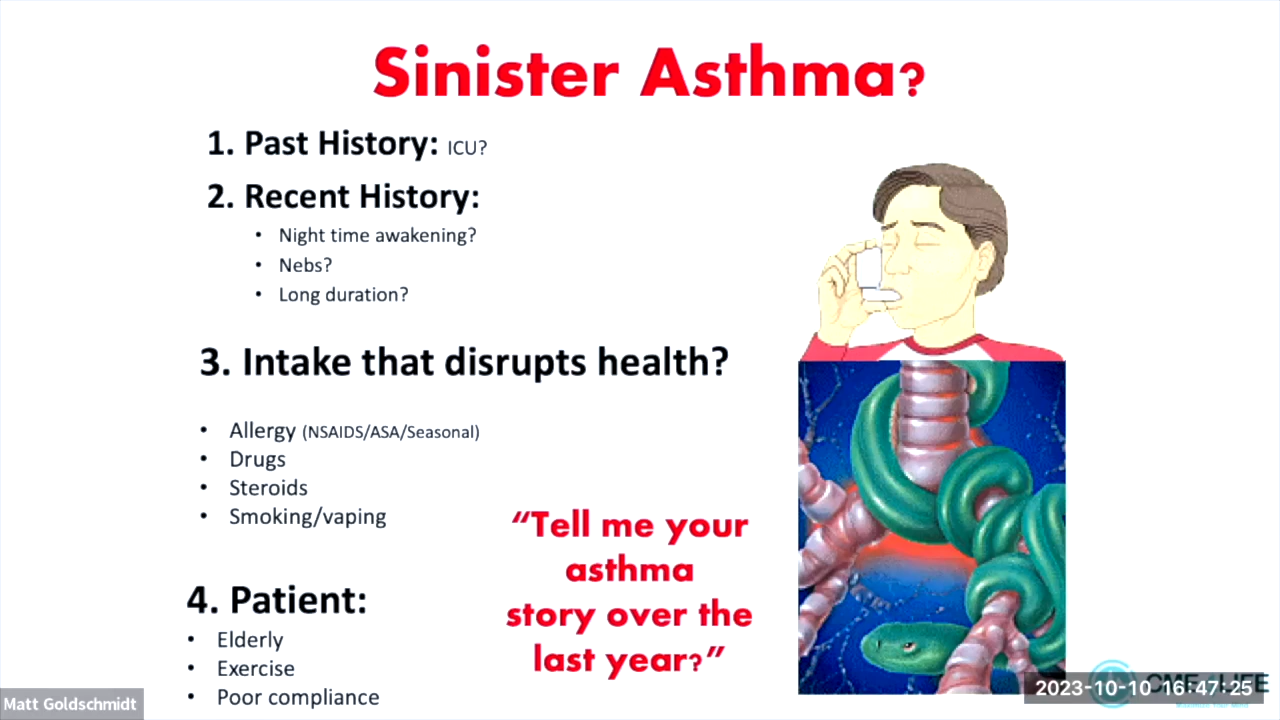 Sinister Asthma?
1. Past History: ICU?
2. Recent History:
• Night time awakening?
• Nebs?
• Long duration?
3. Intake that disrupts health?
• Allergy (NSAIDS/ASA/Seasonal)
• Drugs
• Steroids
• Smoking/vaping
“Tell me your
asthma
story over the
last year?”
4. Patient:
• Elderly
• Exercise
• Poor compliance
Matt Goldschmidt
2023-10-10 16:47:25